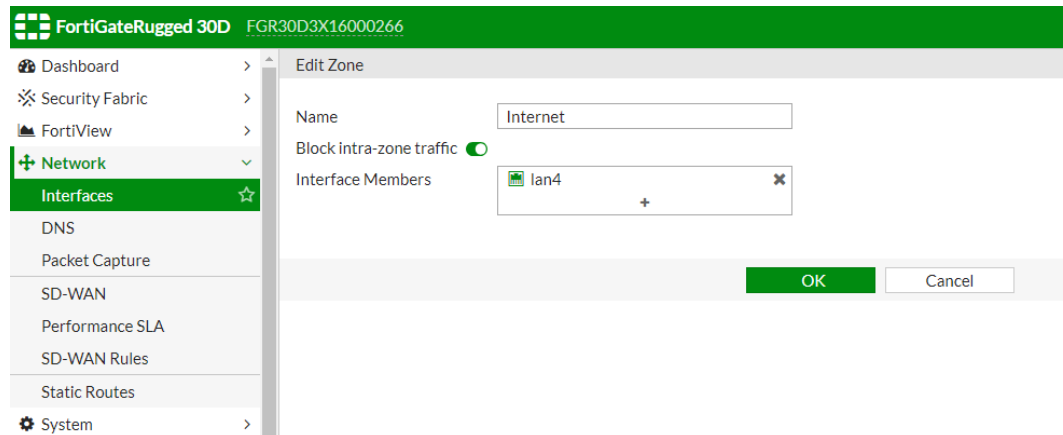 FortiGateRugged 30D FGR30D3X16000266
Dashboard
Security Fabric
FortiView
Network
Interfaces
DNS
Packet Capture
SD-WAN
Performance SLA
SD-WAN Rules
Static Routes
System
Edit Zone
Name Internet
Block intra-zone traffic
Interface Members lan4
OK Cancel